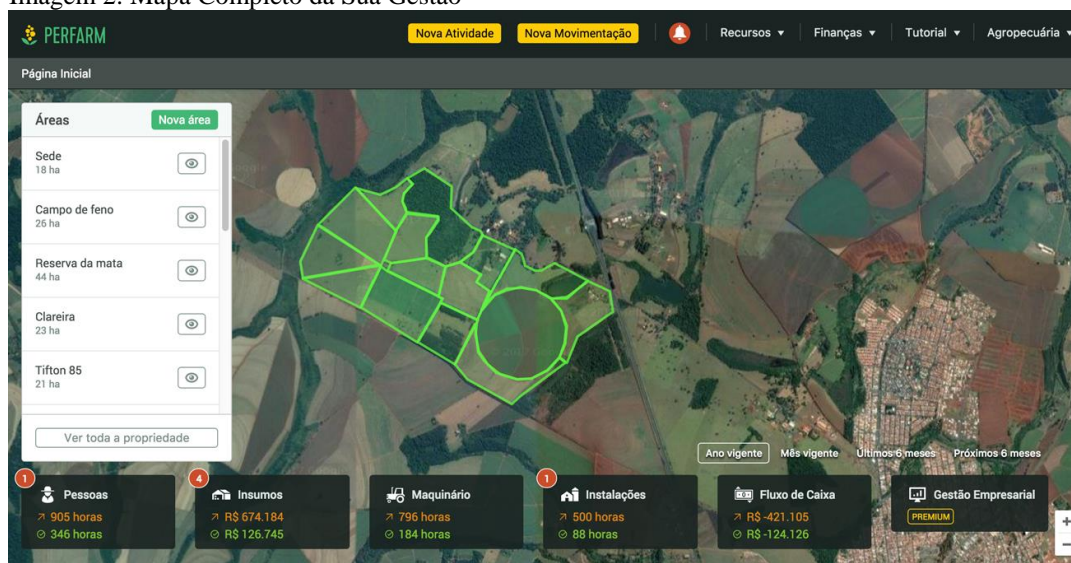 Imagem 2: Mapa Completo da Sua Gestão
PERFARM
Nova Atividade
Nova Movimentação
Recursos
Finanças
Tutorial
Agropecuária
Página Inicial
Áreas
Nova área
Sede
18 ha
Campo de feno
26 ha
Reserva da mata
44 ha
Clareira
23 ha
Tifton 85
21 ha
Ver toda a propriedade
Ano vigente
Mês vigente
Últimos 6 meses
Próximos 6 meses
1
Pessoas
905 horas
346 horas
4
Insumos
R$ 674.184
R$ 126.745
Maquinário
796 horas
184 horas
1
Instalações
500 horas
88 horas
Fluxo de Caixa
R$ -421.105
R$ -124.126
Gestão Empresarial
PREMIUM
+
−